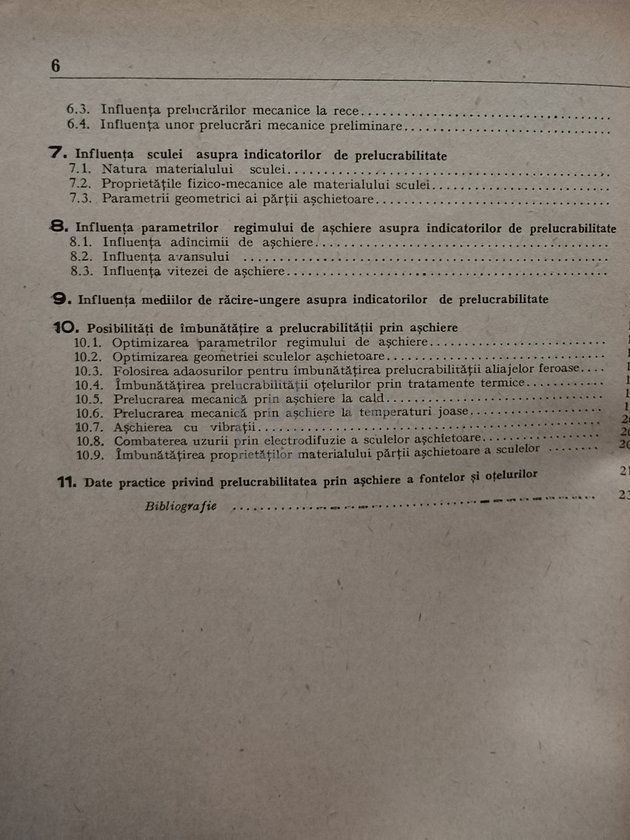 6
6.3. Influența prelucrărilor mecanice la rece
6.4. Influența unor prelucrări mecanice preliminare
7. Influența sculei asupra indicatorilor de prelucrabilitate
7.1. Natura materialului sculei
7.2. Proprietățile fizico-mecanice ale materialului sculei
7.3. Parametrii geometrici ai părții așchietoare
8. Influența parametrilor regimului de așchiere asupra indicatorilor de prelucrabilitate
8.1. Influența adîncimii de așchiere
8.2. Influența avansului
8.3. Influența vitezei de așchiere
9. Influența mediilor de răcire-ungere asupra indicatorilor de prelucrabilitate
10. Posibilități de îmbunătățire a prelucrabilității prin așchiere
10.1. Optimizarea parametrilor regimului de așchiere
10.2. Optimizarea geometriei sculelor așchietoare
10.3. Folosirea adaosurilor pentru îmbunătățirea prelucrabilității aliajelor feroase
10.4. Îmbunătățirea prelucrabilității oțelurilor prin tratamente termice
10.5. Prelucrarea mecanică prin așchiere la cald
10.6. Prelucrarea mecanică prin așchiere la temperaturi joase
10.7. Așchierea cu vibrații
10.8. Combaterea uzurii prin electrodifuzie a sculelor așchietoare
10.9. Îmbunătățirea proprietăților materialului părții așchietoare a sculelor
11. Date practice privind prelucrabilitatea prin așchiere a fontelor și oțelurilor
Bibliografie